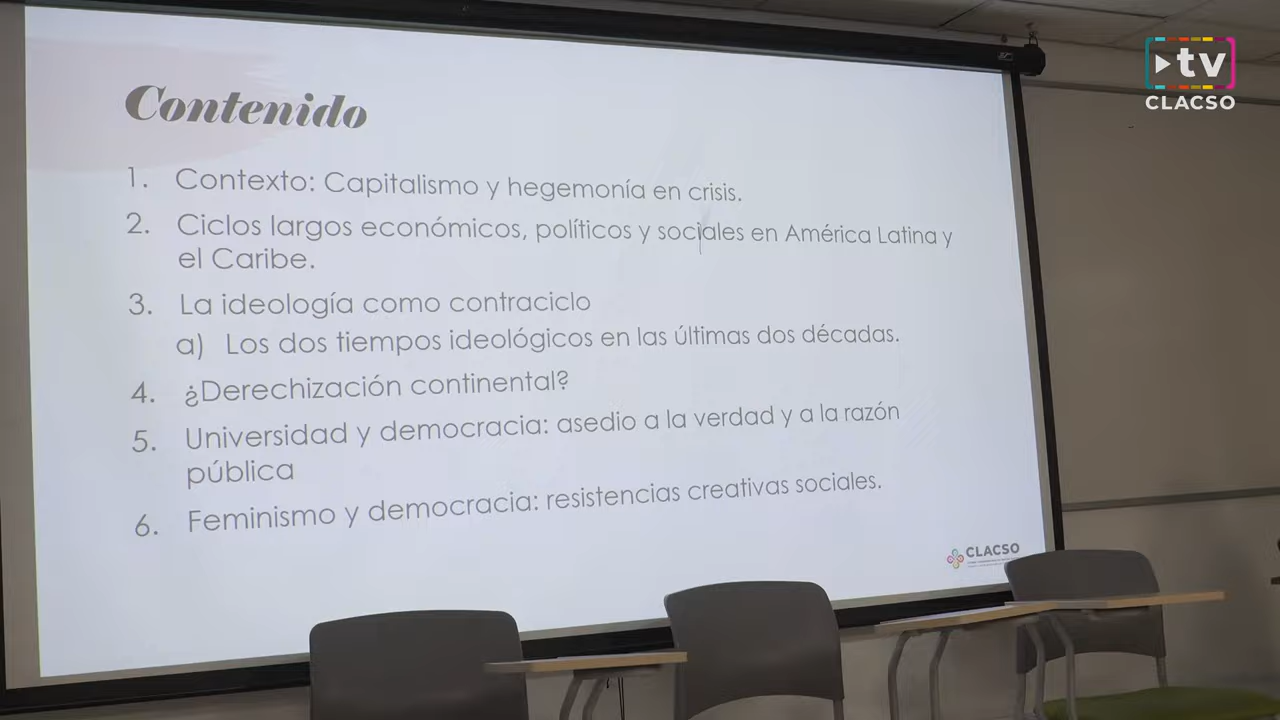 tv
CLACSO
Contenido
1. Contexto: Capitalismo y hegemonía en crisis.
2. Ciclos largos económicos, políticos y sociales en América Latina y
el Caribe.
3. La ideología como contraciclo
a) Los dos tiempos ideológicos en las últimas dos décadas.
4. ¿Derechización continental?
5. Universidad y democracia: asedio a la verdad y a la razón
pública
6. Feminismo y democracia: resistencias creativas sociales.
CLACSO